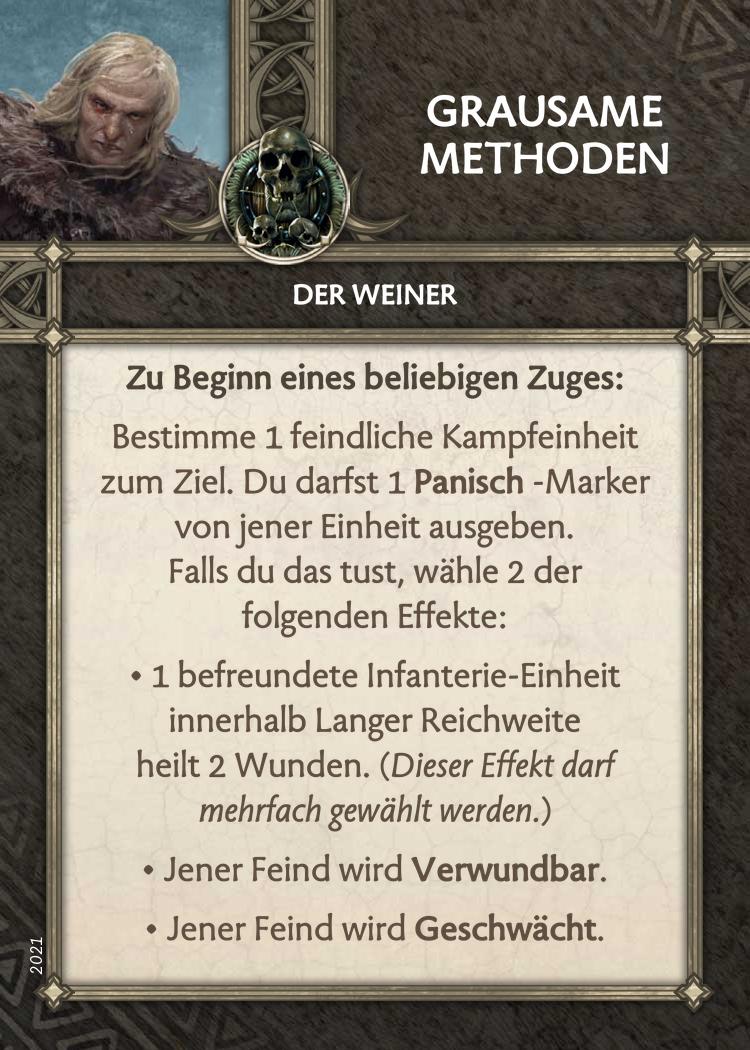 GRAUSAME
METHODEN
DER WEINER
Zu Beginn eines beliebigen Zuges:
Bestimme 1 feindliche Kampfeinheit
zum Ziel. Du darfst 1 Panisch -Marker
von jener Einheit ausgeben.
Falls du das tust, wähle 2 der
folgenden Effekte:
• 1 befreundete Infanterie-Einheit
innerhalb Langer Reichweite
heilt 2 Wunden. (Dieser Effekt darf
mehrfach gewählt werden.)
• Jener Feind wird Verwundbar.
• Jener Feind wird Geschwächt.
2021